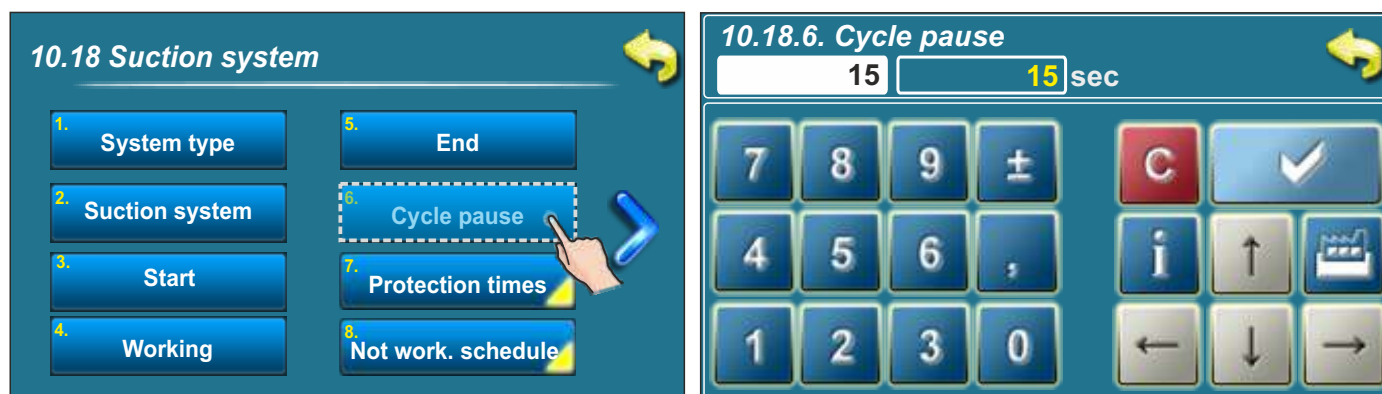 10.18 Suction system
1. System type
2. Suction system
3. Start
4. Working
5. End
6. Cycle pause
7. Protection times
8. Not work. schedule
10.18.6. Cycle pause
15 15 sec
7 8 9 ± C
4 5 6 , i ↑
1 2 3 0 ← ↓ →